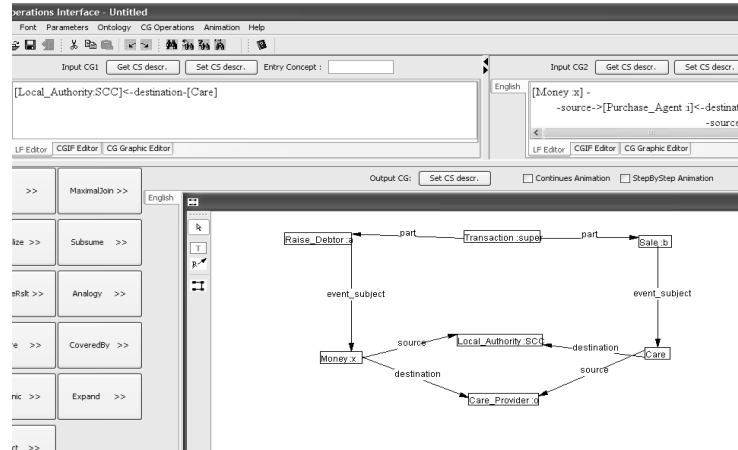 perations Interface - Untitled
Font Parameters Ontology CG Operations Animation Help
Input CG1 Get CS descr. Set CS descr. Entry Concept :
Input CG2 Get CS descr. Set CS descr.
[Local_Authority:SCC]<-destination-[Care]
English
[Money :x] -
-source->[Purchase_Agent :i]<-destinat
-source
LF Editor CGIF Editor CG Graphic Editor
LF Editor CGIF Editor CG Graphic Editor
Output CG: Set CS descr. Continues Animation StepByStep Animation
>> MaximalJoin >>
English
lize >> Subsume >>
eRslt >> Analogy >>
e >> CoveredBy >>
nic >> Expand >>
ct >>
T
R
Raise_Debtor :a part Transaction :super part Sale :b
event_subject event_subject
Money :x source Local_Authority :SCC destination Care
destination source
Care_Provider :o